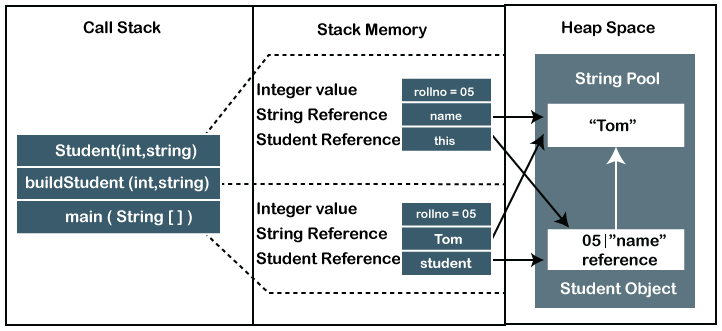 Call Stack
Stack Memory
Heap Space
Student(int,string)
buildStudent (int,string)
main ( String [ ] )
Integer value
rollno = 05
String Reference
name
Student Reference
this
Integer value
rollno = 05
String Reference
Tom
Student Reference
student
String Pool
“Tom”
05|”name”
reference
Student Object